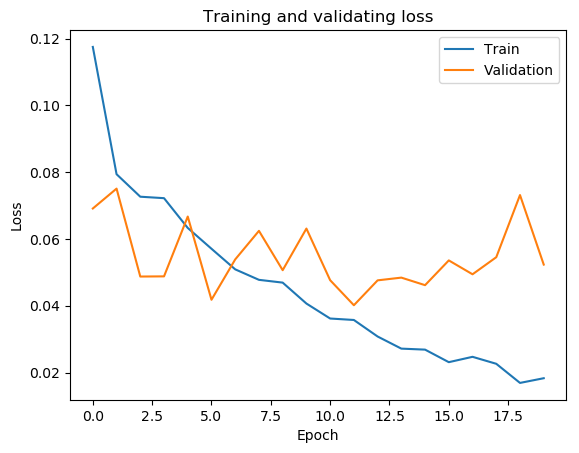 Training and validating loss
Train
Validation
0.12
0.10
0.08
0.06
0.04
0.02
Loss
0.0 2.5 5.0 7.5 10.0 12.5 15.0 17.5
Epoch